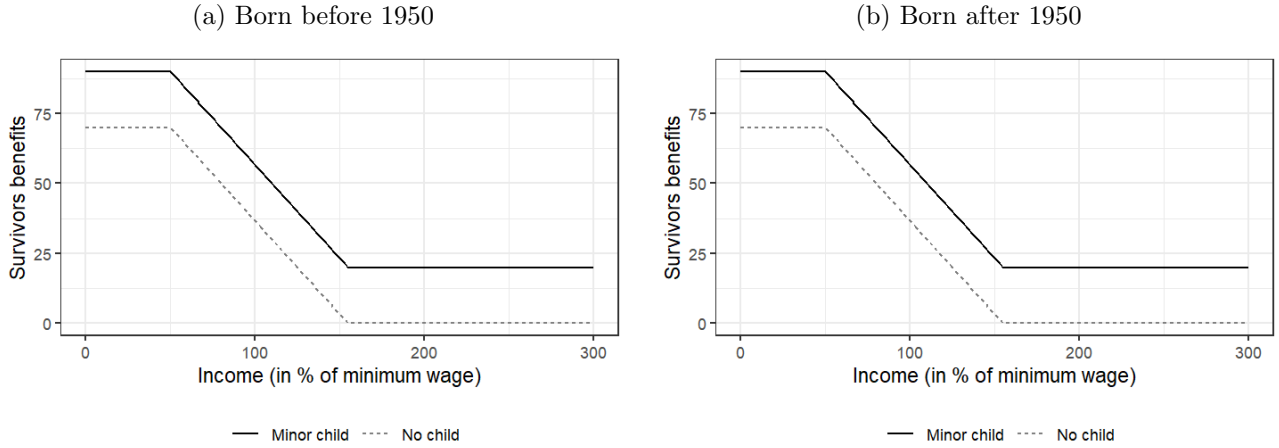 (a) Born before 1950
Survivors benefits
75
50
25
0
0 100 200 300
Income (in % of minimum wage)
Minor child No child
(b) Born after 1950
Survivors benefits
75
50
25
0
0 100 200 300
Income (in % of minimum wage)
Minor child No child